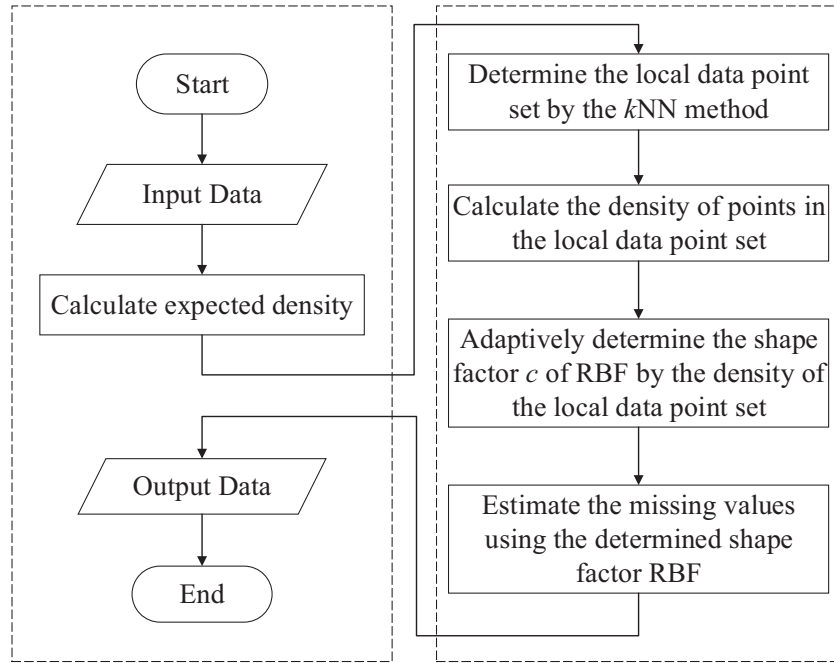 Start
Input Data
Calculate expected density
Determine the local data point
set by the kNN method
Calculate the density of points in
the local data point set
Adaptively determine the shape
factor c of RBF by the density of
the local data point set
Estimate the missing values
using the determined shape
factor RBF
Output Data
End